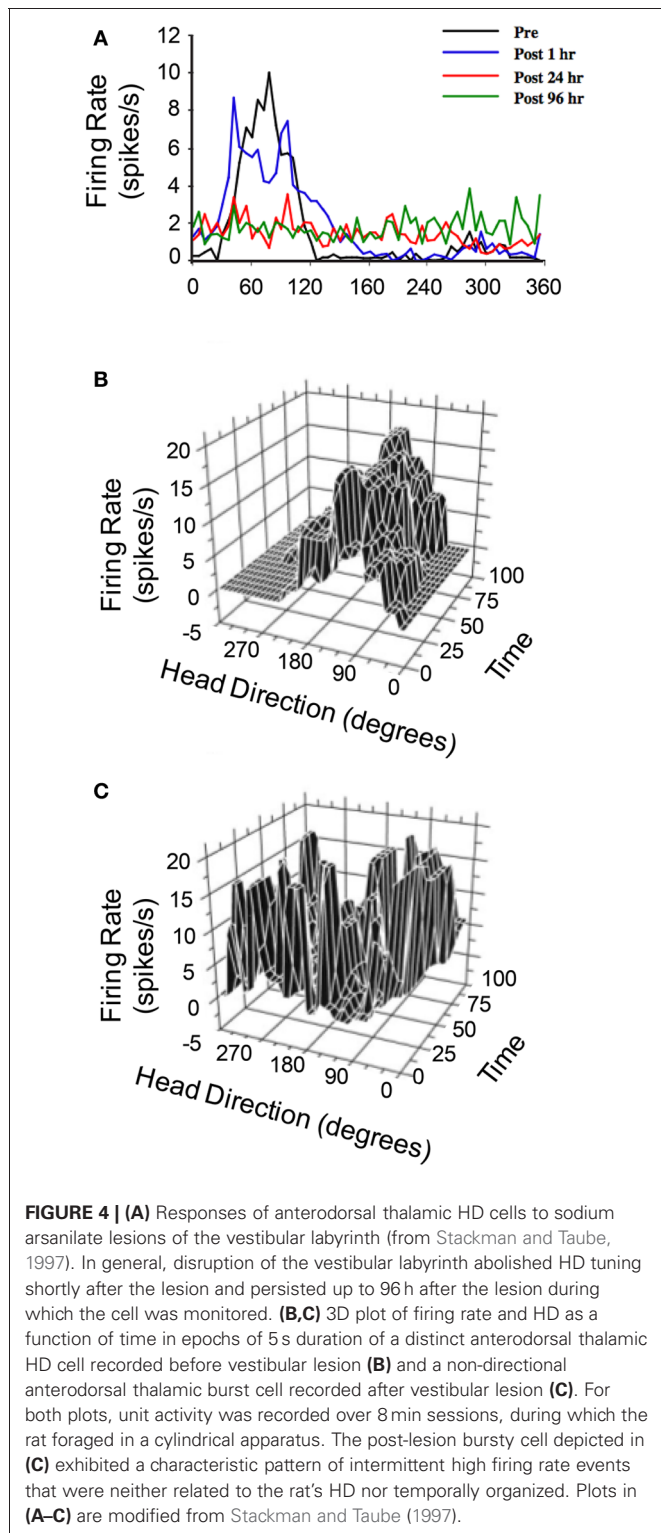 A
Firing Rate
(spikes/s)
12
10
8
6
4
2
0
0 60 120 160 240 300 360
Pre
Post 1 hr
Post 24 hr
Post 96 hr
B
Firing Rate
(spikes/s)
20
15
10
5
0
-5
270
180
90
0
Head Direction (degrees)
0
25
50
75
100
Time
C
Firing Rate
(spikes/s)
20
15
10
5
0
-5
270
180
90
0
Head Direction (degrees)
0
25
50
75
100
Time
FIGURE 4 | (A) Responses of anterodorsal thalamic HD cells to sodium
arsanilate lesions of the vestibular labyrinth (from Stackman and Taube,
1997). In general, disruption of the vestibular labyrinth abolished HD tuning
shortly after the lesion and persisted up to 96 h after the lesion during
which the cell was monitored. (B,C) 3D plot of firing rate and HD as a
function of time in epochs of 5 s duration of a distinct anterodorsal thalamic
HD cell recorded before vestibular lesion (B) and a non-directional
anterodorsal thalamic burst cell recorded after vestibular lesion (C). For
both plots, unit activity was recorded over 8 min sessions, during which the
rat foraged in a cylindrical apparatus. The post-lesion bursty cell depicted in
(C) exhibited a characteristic pattern of intermittent high firing rate events
that were neither related to the rat's HD nor temporally organized. Plots in
(A–C) are modified from Stackman and Taube (1997).